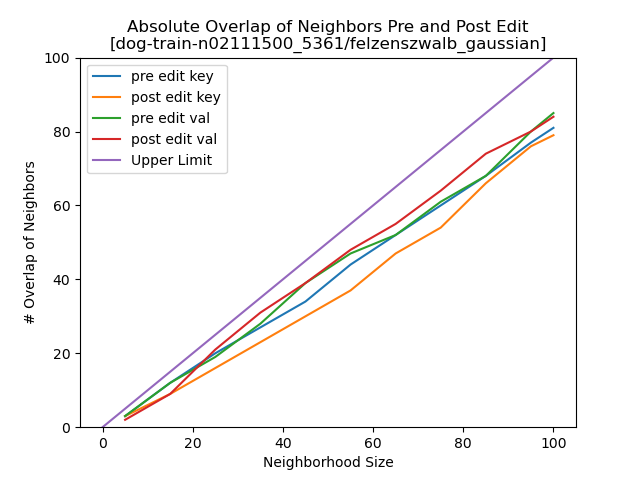 Absolute Overlap of Neighbors Pre and Post Edit
[dog-train-n02111500_5361/felzenszwalb_gaussian]
pre edit key
post edit key
pre edit val
post edit val
Upper Limit
# Overlap of Neighbors
100
80
60
40
20
0
0 20 40 60 80 100
Neighborhood Size